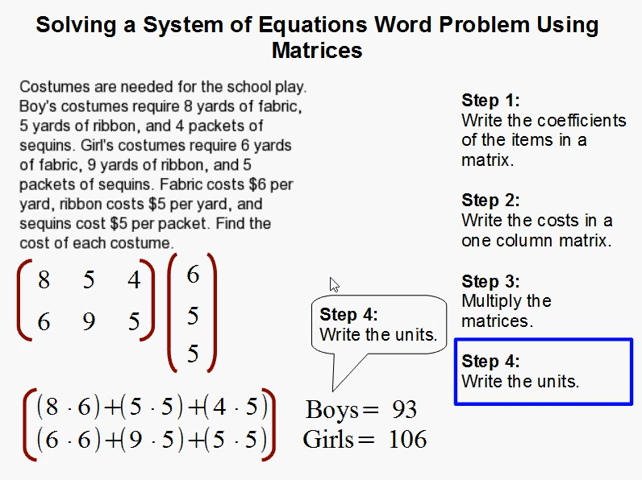 Solving a System of Equations Word Problem Using
Matrices
Costumes are needed for the school play.
Boy's costumes require 8 yards of fabric,
5 yards of ribbon, and 4 packets of
sequins. Girl's costumes require 6 yards
of fabric, 9 yards of ribbon, and 5
packets of sequins. Fabric costs $6 per
yard, ribbon costs $5 per yard, and
sequins cost $5 per packet. Find the
cost of each costume.
8 5 4
6 9 5
6
5
5
(8 · 6)+(5 · 5)+(4 · 5)
(6 · 6)+(9 · 5)+(5 · 5)
Step 4:
Write the units.
Boys= 93
Girls= 106
Step 1:
Write the coefficients
of the items in a
matrix.
Step 2:
Write the costs in a
one column matrix.
Step 3:
Multiply the
matrices.
Step 4:
Write the units.